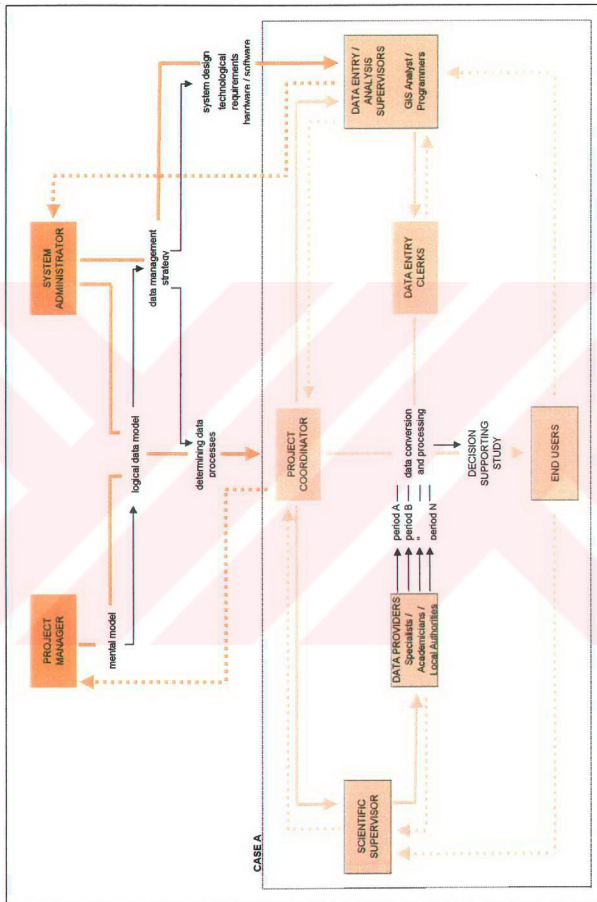 PROJECT
MANAGER
SYSTEM
ADMINISTRATOR
mental model
logical data model
data management
strategy
determining data
processes
system design
technological
requirements
hardware / software
CASE A
PROJECT
COORDINATOR
SCIENTIFIC
SUPERVISOR
DATA PROVIDERS
Specialists /
Academicians /
Local Authorities
period A
period B
"
period N
data conversion
and processing
DECISION
SUPPORTING
STUDY
DATA ENTRY
CLERKS
DATA ENTRY /
ANALYSIS
SUPERVISORS
GIS Analyst /
Programmers
END USERS